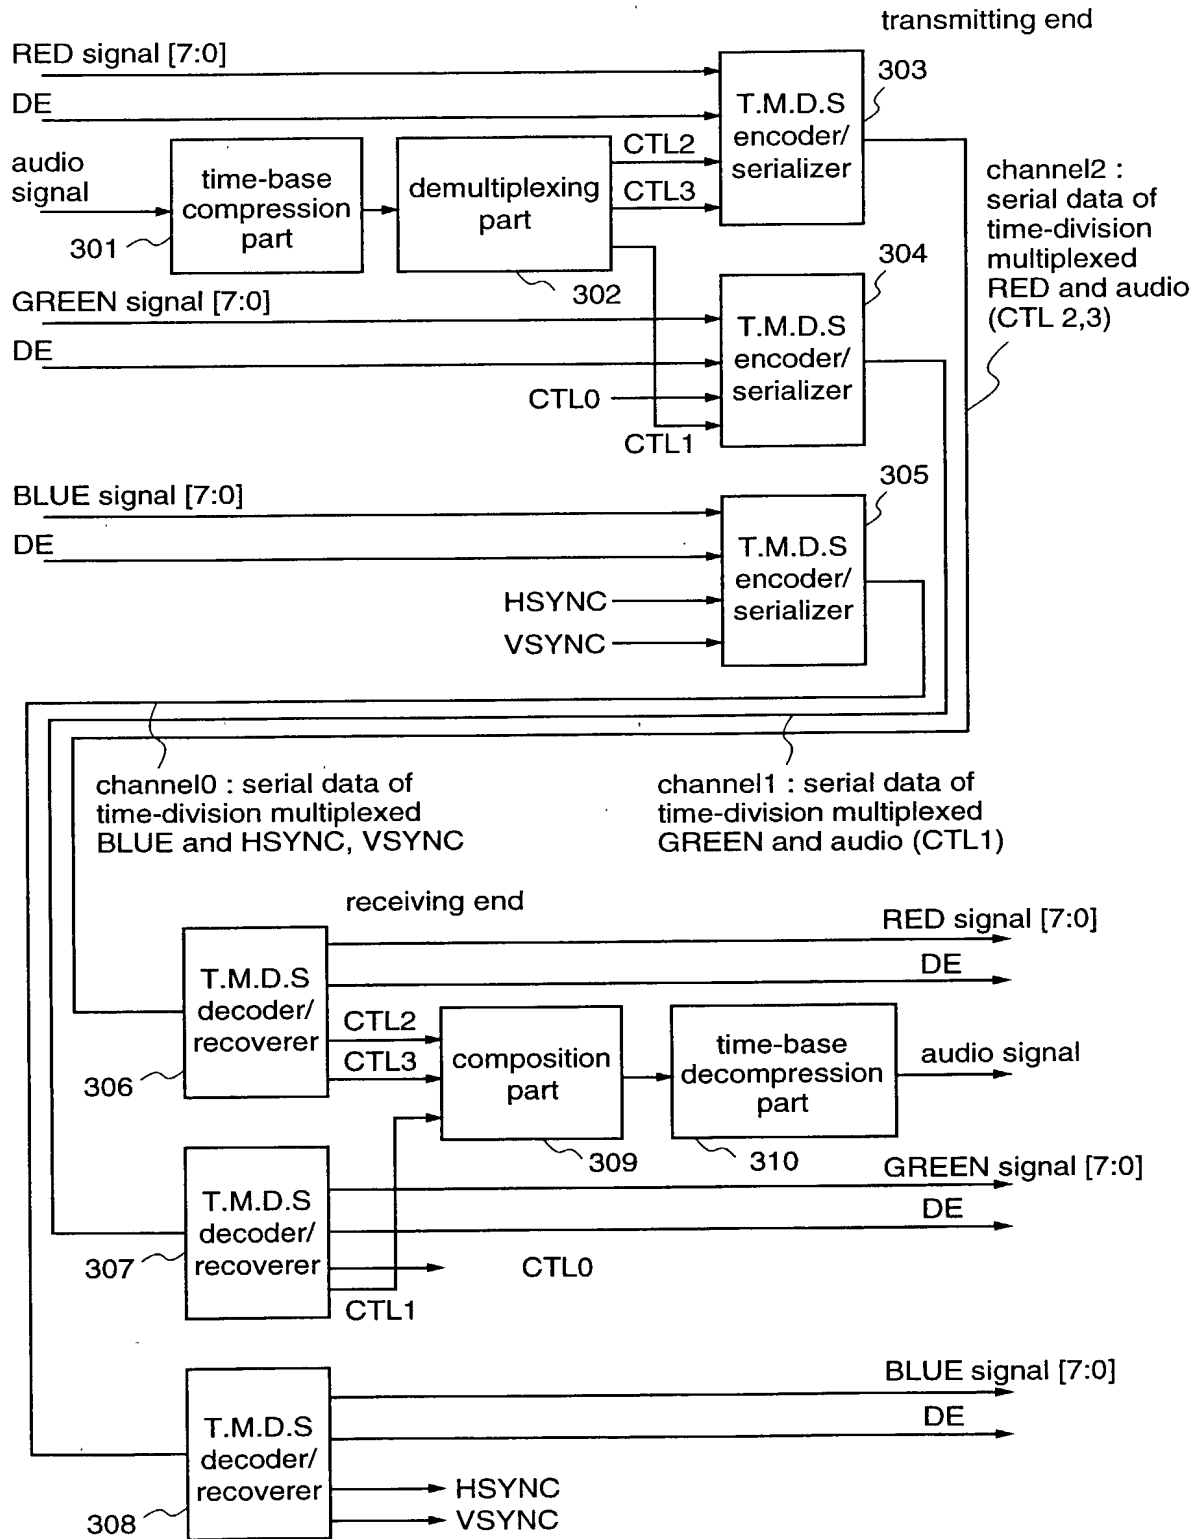 transmitting end
RED signal [7:0]
DE
audio
signal
time-base
compression
part
301
demultiplexing
part
302
CTL2
CTL3
T.M.D.S
encoder/
serializer
303
channel2 :
serial data of
time-division
multiplexed
RED and audio
(CTL 2,3)
GREEN signal [7:0]
DE
CTL0
CTL1
T.M.D.S
encoder/
serializer
304
BLUE signal [7:0]
DE
HSYNC
VSYNC
T.M.D.S
encoder/
serializer
305
channel0 : serial data of
time-division multiplexed
BLUE and HSYNC, VSYNC
channel1 : serial data of
time-division multiplexed
GREEN and audio (CTL1)
receiving end
T.M.D.S
decoder/
recoverer
306
RED signal [7:0]
DE
CTL2
CTL3
composition
part
309
time-base
decompression
part
310
audio signal
T.M.D.S
decoder/
recoverer
307
GREEN signal [7:0]
DE
CTL0
CTL1
T.M.D.S
decoder/
recoverer
308
BLUE signal [7:0]
DE
HSYNC
VSYNC